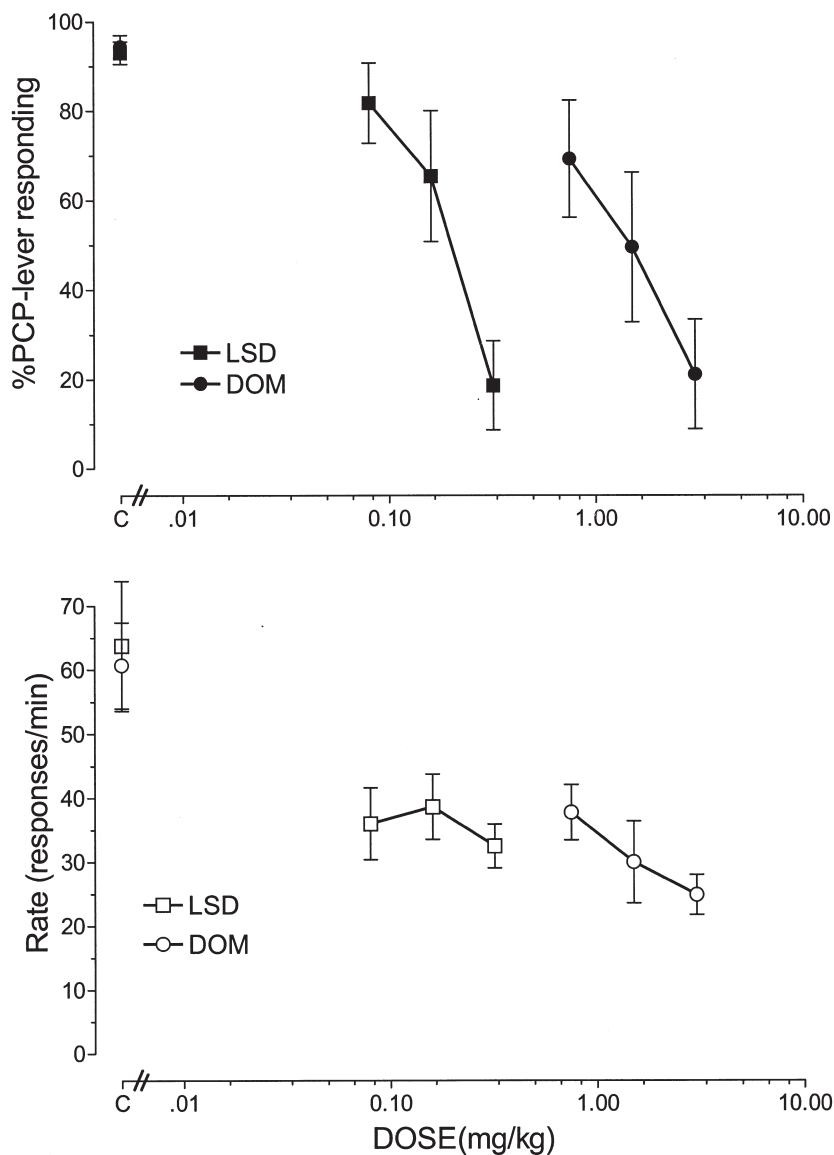 100
80
60
40
20
0
%PCP-lever responding
LSD
DOM
C .01 0.10 1.00 10.00
70
60
50
40
30
20
10
0
Rate (responses/min)
LSD
DOM
C .01 0.10 1.00 10.00
DOSE(mg/kg)